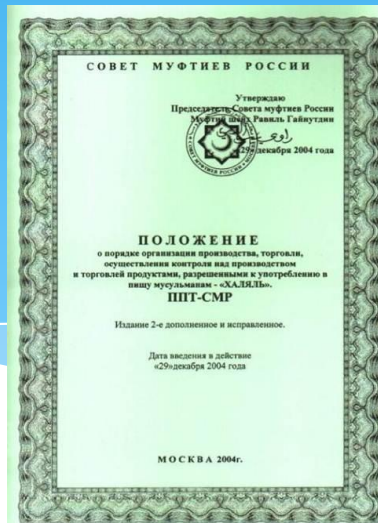 СОВЕТ МУФТИЕВ РОССИИ
Утверждаю
Председатель Совета муфтиев России
Муфтий шейх Равиль Гайнутдин
«29» декабря 2004 года
ПОЛОЖЕНИЕ
о порядке организации производства, торговли,
осуществления контроля над производством
и торговлей продуктами, разрешенными к употреблению в
пищу мусульманам - «ХАЛЯЛЬ».
ППТ-СМР
Издание 2-е дополненное и исправленное.
Дата введения в действие
«29»декабря 2004 года
МОСКВА 2004г.